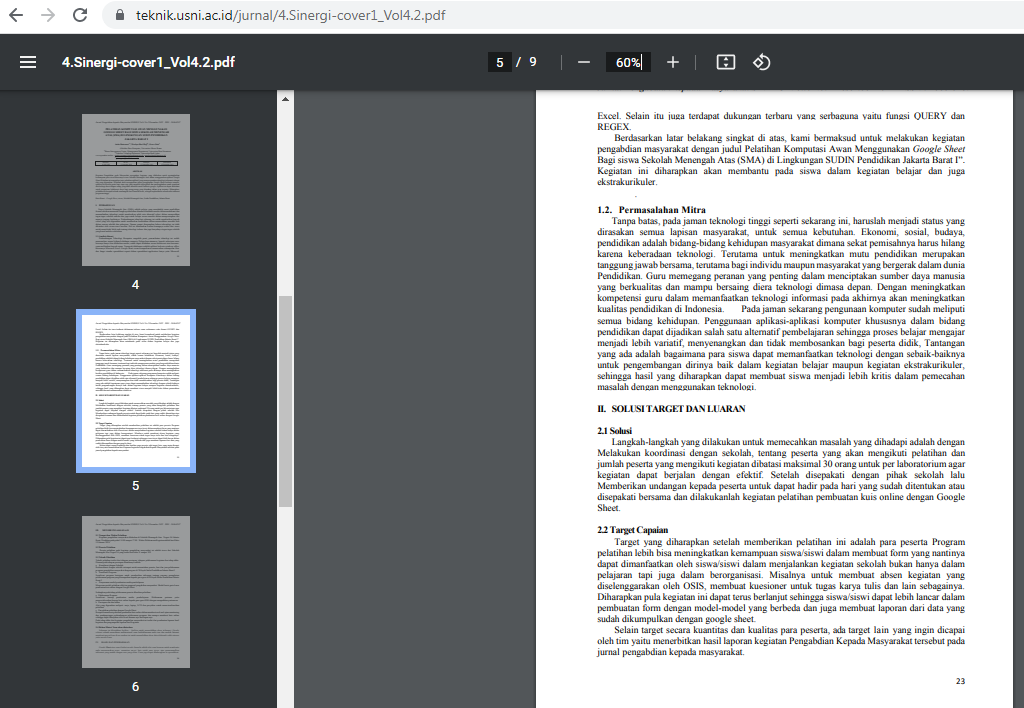 teknik.usni.ac.id/jurnal/4.Sinergi-cover1_Vol4.2.pdf
4.Sinergi-cover1_Vol4.2.pdf
5 / 9
60%
4
5
6
Excel. Selain itu juga terdapat dukungan terbaru yang serbaguna yaitu fungsi QUERY dan
REGEX.
Berdasarkan latar belakang singkat di atas, kami bermaksud untuk melakukan kegiatan
pengabdian masyarakat dengan judul Pelatihan Komputasi Awan Menggunakan Google Sheet
Bagi siswa Sekolah Menengah Atas (SMA) di Lingkungan SUDIN Pendidikan Jakarta Barat I".
Kegiatan ini diharapkan akan membantu pada siswa dalam kegiatan belajar dan juga
ekstrakurikuler.
1.2. Permasalahan Mitra
Tanpa batas, pada jaman teknologi tinggi seperti sekarang ini, haruslah menjadi status yang
dirasakan semua lapisan masyarakat, untuk semua kebutuhan. Ekonomi, sosial, budaya,
pendidikan adalah bidang-bidang kehidupan masyarakat dimana sekat pemisahnya harus hilang
karena keberadaan teknologi. Terutama untuk meningkatkan mutu pendidikan merupakan
tanggung jawab bersama, terutama bagi individu maupun masyarakat yang bergerak dalam dunia
Pendidikan. Guru memegang peranan yang penting dalam menciptakan sumber daya manusia
yang berkualitas dan mampu bersaing diera teknologi dimasa depan. Dengan meningkatkan
kompetensi guru dalam memanfaatkan teknologi informasi pada akhirnya akan meningkatkan
kualitas pendidikan di Indonesia. Pada jaman sekarang pengunaan komputer sudah meliputi
semua bidang kehidupan. Penggunaan aplikasi-aplikasi komputer khususnya dalam bidang
pendidikan dapat dijadikan salah satu alternatif pembelajaran sehingga proses belajar mengajar
menjadi lebih variatif, menyenangkan dan tidak membosankan bagi peserta didik, Tantangan
yang ada adalah bagaimana para siswa dapat memanfaatkan teknologi dengan sebaik-baiknya
untuk pengembangan dirinya baik dalam kegiatan belajar maupun kegiatan ekstrakurikuler,
sehingga hasil yang diharapkan dapat membuat siswa menjadi lebih kritis dalam pemecahan
masalah dengan menggunakan teknologi.
II. SOLUSI TARGET DAN LUARAN
2.1 Solusi
Langkah-langkah yang dilakukan untuk memecahkan masalah yang dihadapi adalah dengan
Melakukan koordinasi dengan sekolah, tentang peserta yang akan mengikuti pelatihan dan
jumlah peserta yang mengikuti kegiatan dibatasi maksimal 30 orang untuk per laboratorium agar
kegiatan dapat berjalan dengan efektif. Setelah disepakati dengan pihak sekolah lalu
Memberikan undangan kepada peserta untuk dapat hadir pada hari yang sudah ditentukan atau
disepakati bersama dan dilakukanlah kegiatan pelatihan pembuatan kuis online dengan Google
Sheet.
2.2 Target Capaian
Target yang diharapkan setelah memberikan pelatihan ini adalah para peserta Program
pelatihan lebih bisa meningkatkan kemampuan siswa/siswi dalam membuat form yang nantinya
dapat dimanfaatkan oleh siswa/siswi dalam menjalankan kegiatan sekolah bukan hanya dalam
pelajaran tapi juga dalam berorganisasi. Misalnya untuk membuat absen kegiatan yang
diselenggarakan oleh OSIS, membuat kuesioner untuk tugas karya tulis dan lain sebagainya.
Diharapkan pula kegiatan ini dapat terus berlanjut sehingga siswa/siswi dapat lebih lancar dalam
pembuatan form dengan model-model yang berbeda dan juga membuat laporan dari data yang
sudah dikumpulkan dengan google sheet.
Selain target secara kuantitas dan kualitas para peserta, ada target lain yang ingin dicapai
oleh tim yaitu menerbitkan hasil laporan kegiatan Pengabdian Kepada Masyarakat tersebut pada
jurnal pengabdian kepada masyarakat.
23